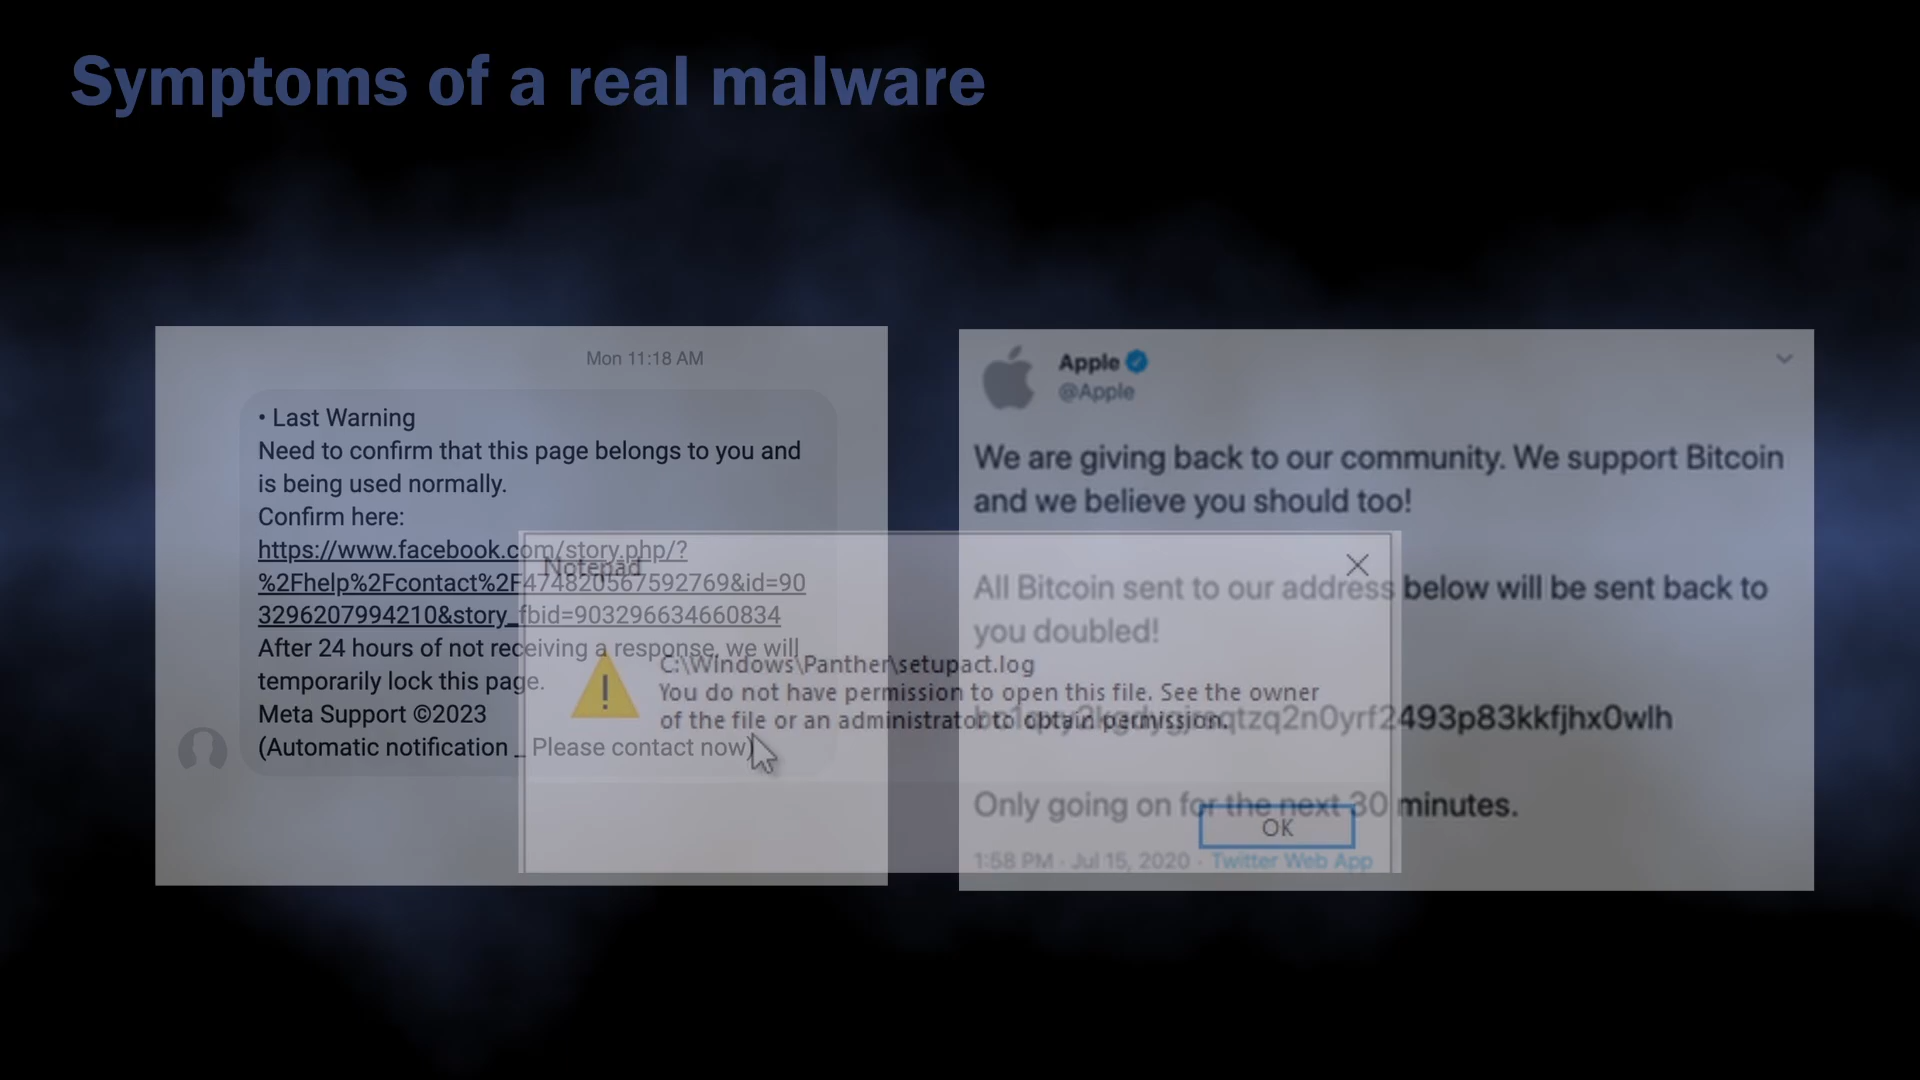 Symptoms of a real malware
Mon 11:18 AM
• Last Warning
Need to confirm that this page belongs to you and
is being used normally.
Confirm here:
https://www.facebook.com/story.php/?
%2Fhelp%2Fcontact%2F474820567592769&id=90
3296207994210&story_fbid=903296634660834
After 24 hours of not receiving a response, we will
temporarily lock this page.
Meta Support ©2023
(Automatic notification _ Please contact now)
Apple
@Apple
We are giving back to our community. We support Bitcoin
and we believe you should too!
All Bitcoin sent to our address below will be sent back to
you doubled!
Only going on for the next 30 minutes.
1:58 PM · Jul 15, 2020 · Twitter Web App
Notepad
C:\Windows\Panther\setupact.log
You do not have permission to open this file. See the owner
of the file or an administrator to obtain permission.
OK